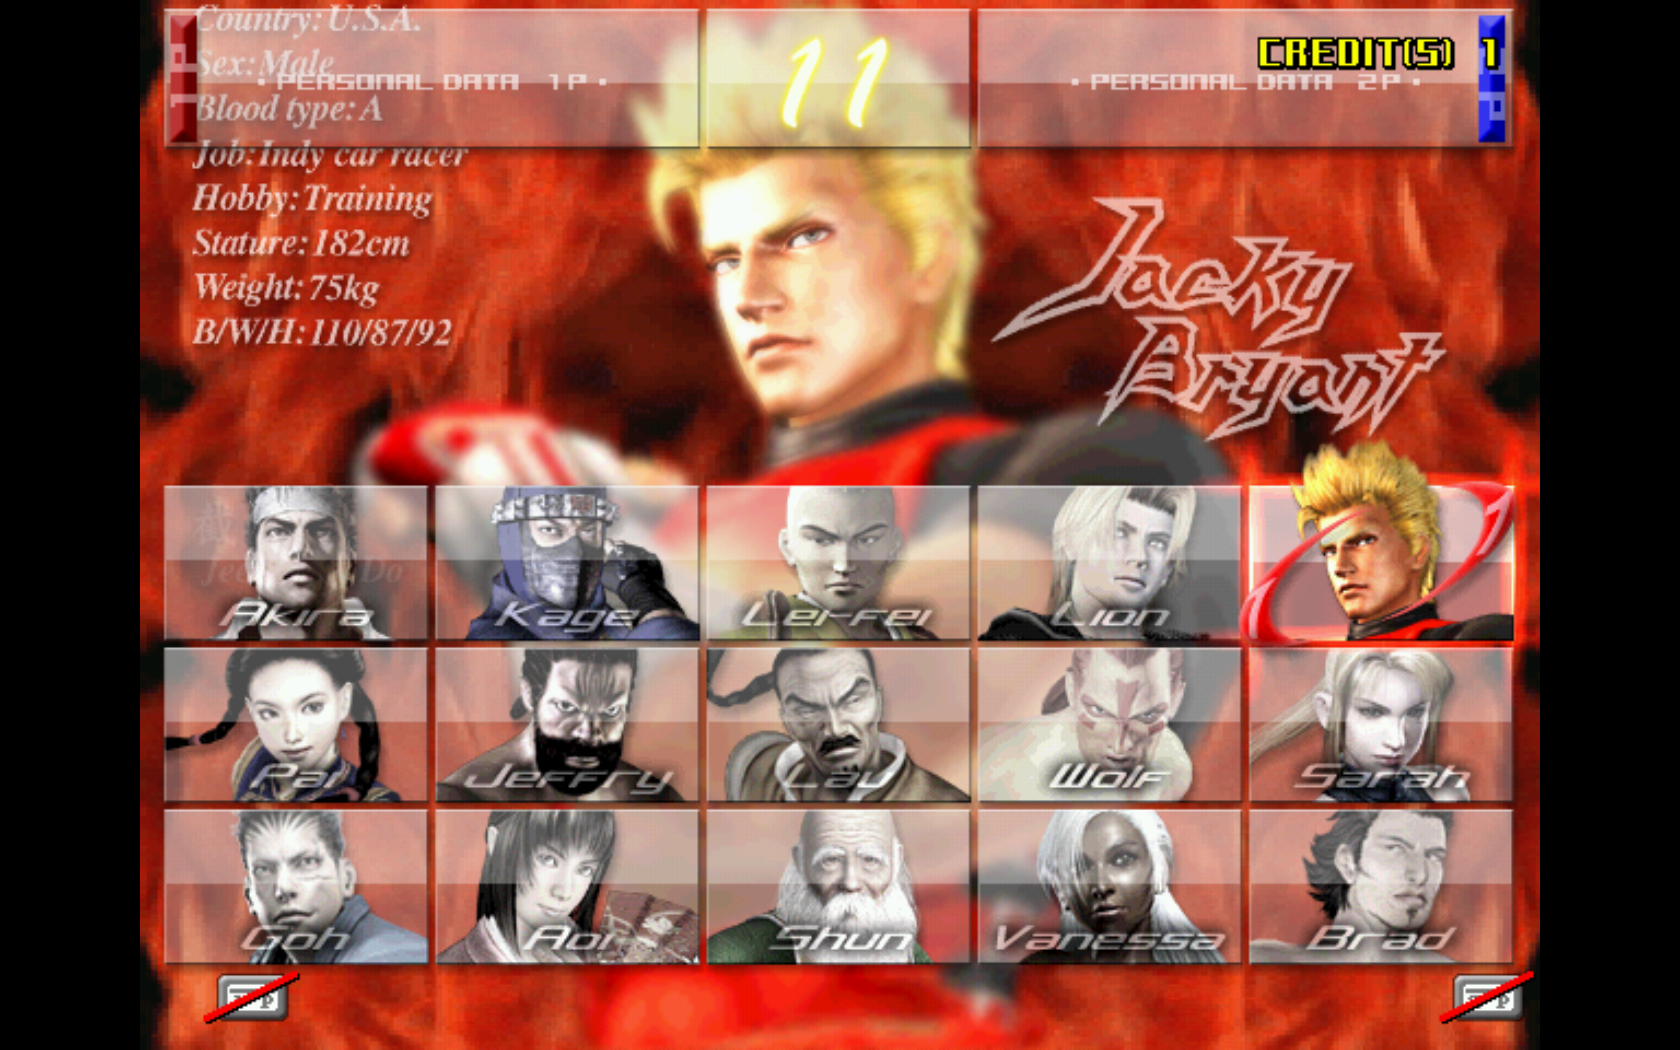 Country: U.S.A.
Sex: Male
Blood type: A
Job: Indy car racer
Hobby: Training
Stature: 182cm
Weight: 75kg
B/W/H: 110/87/92
1P
• PERSONAL DATA 1P •
11
• PERSONAL DATA 2P •
CREDIT(S) 1
Jacky
Bryant
Akira
Kage
Lei-fei
Lion
Pai
Jeffry
Lau
Wolf
Sarah
Goh
Aoi
Shun
Vanessa
Brad